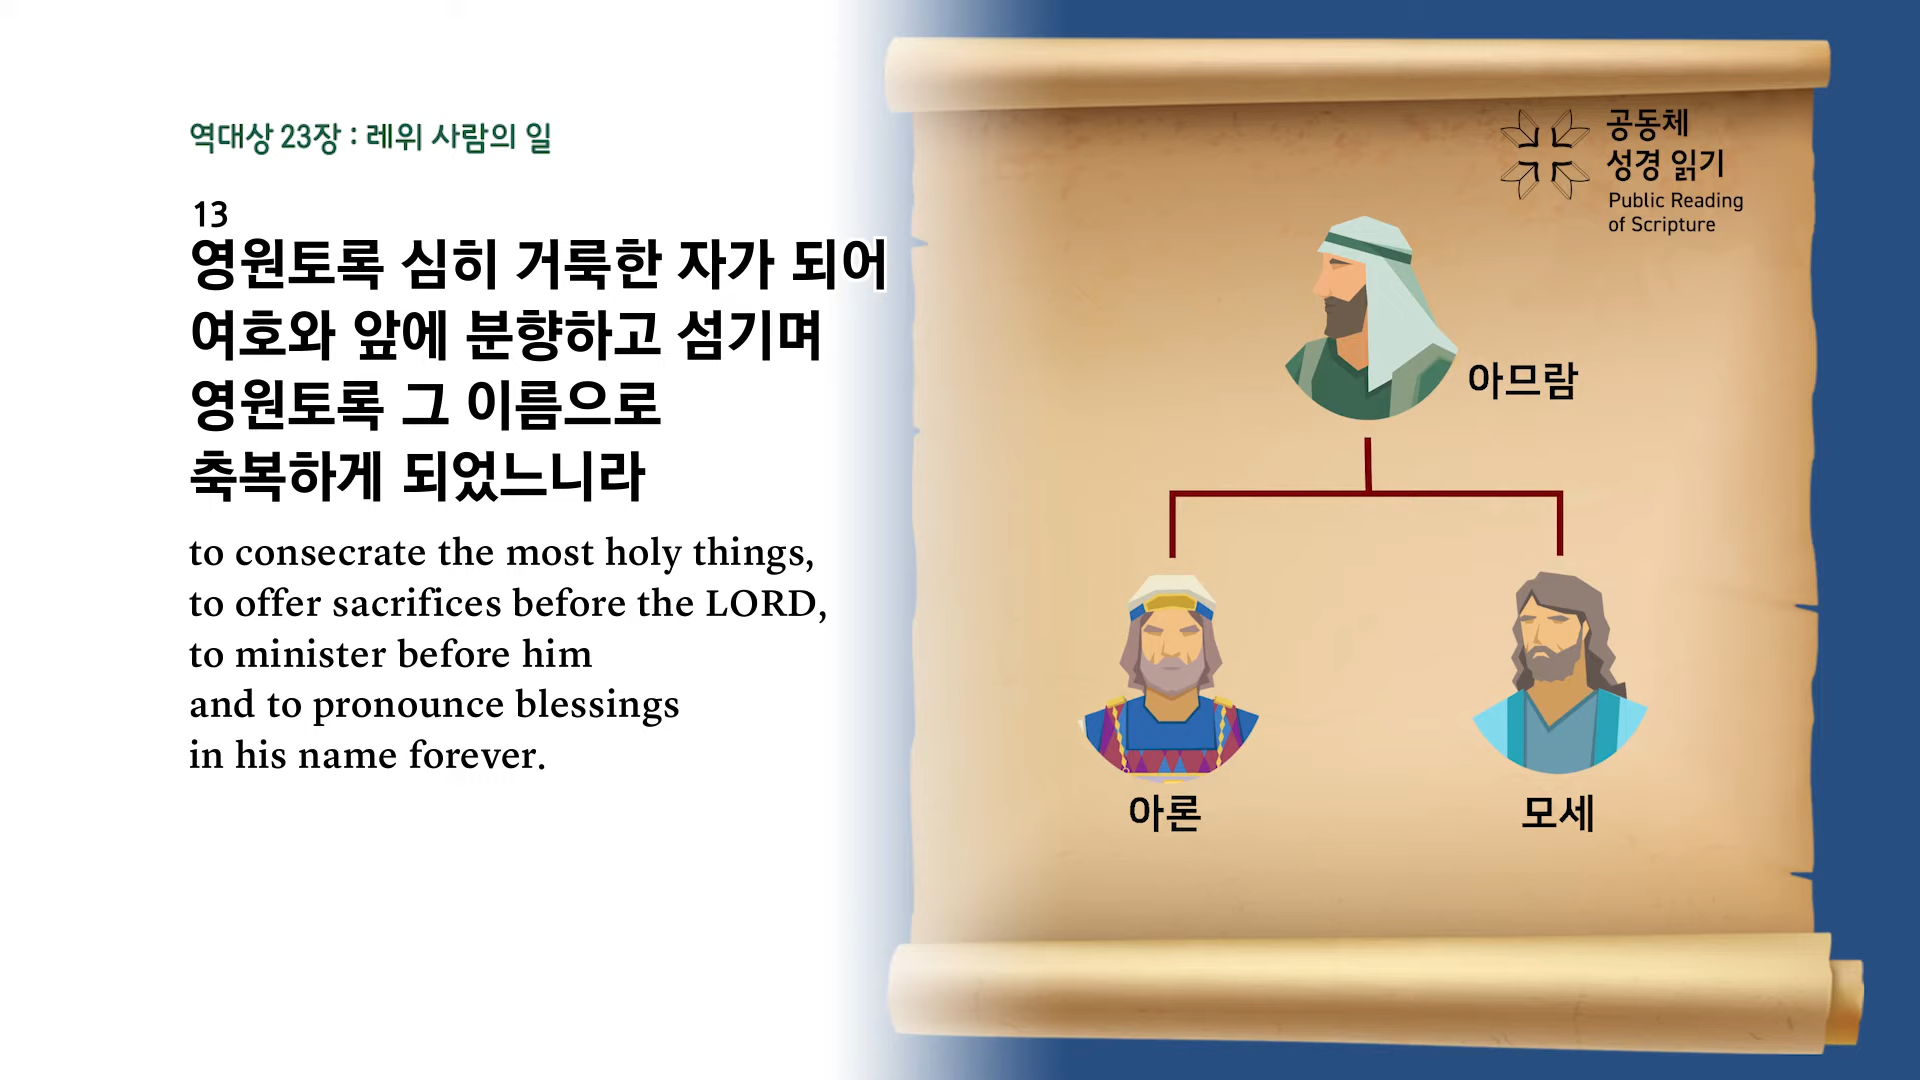 역대상 23장 : 레위 사람의 일
13
영원토록 심히 거룩한 자가 되어
여호와 앞에 분향하고 섬기며
영원토록 그 이름으로
축복하게 되었느니라
to consecrate the most holy things,
to offer sacrifices before the LORD,
to minister before him
and to pronounce blessings
in his name forever.
공동체
성경 읽기
Public Reading
of Scripture
아므람
아론
모세